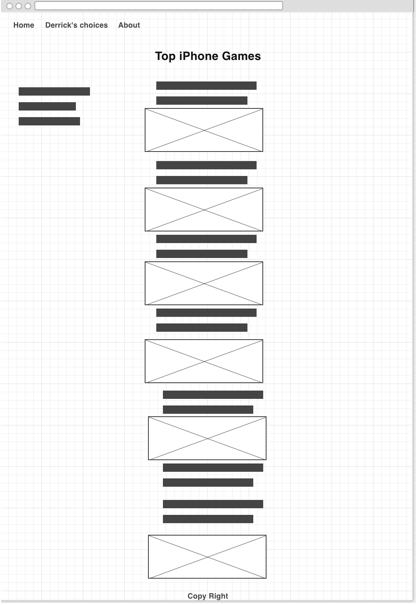 Home Derrick's choices About
Top iPhone Games
Copy Right